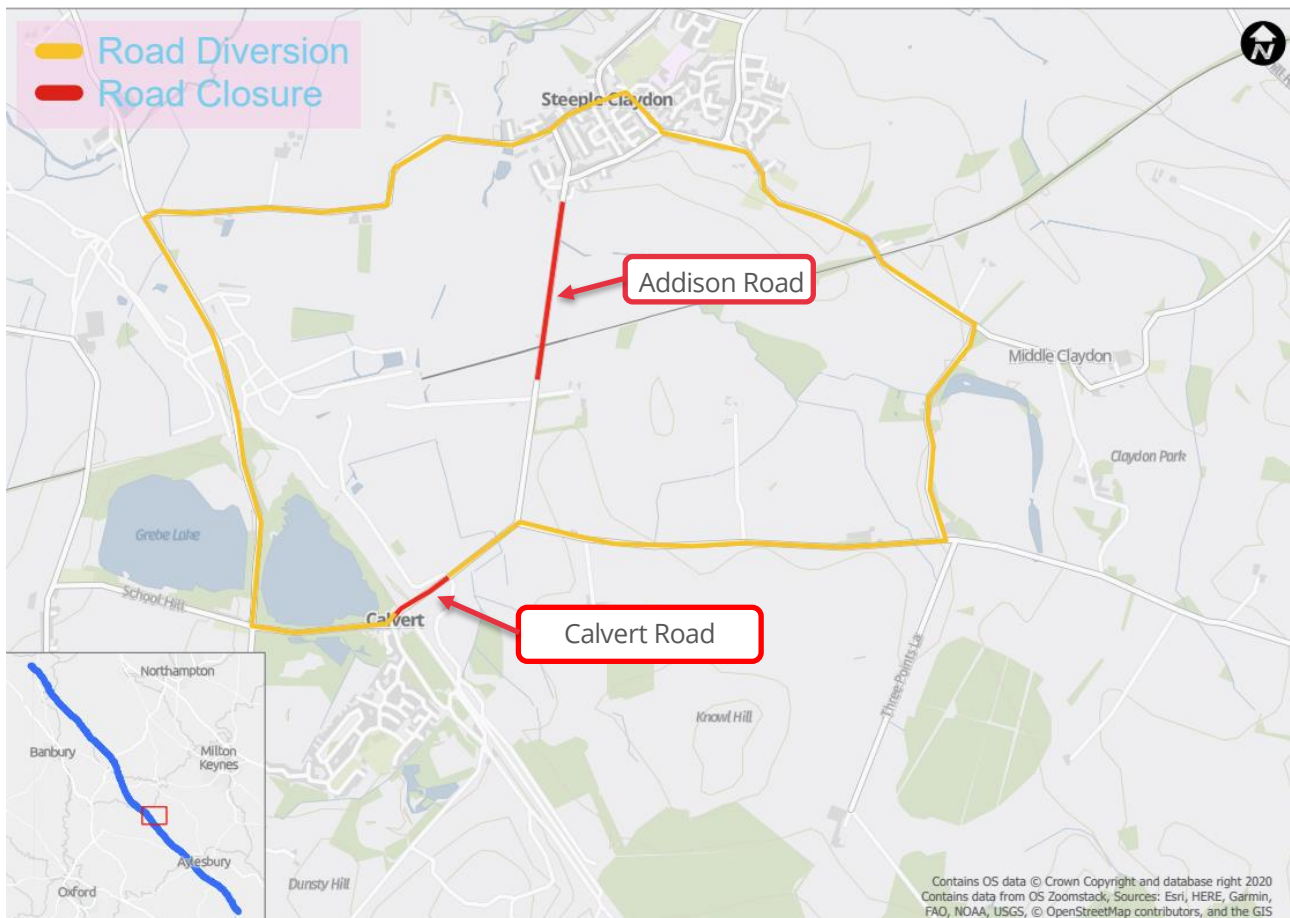 Road Diversion
Road Closure
N
Steeple Claydon
Addison Road
Middle Claydon
Claydon Park
Grebe Lake
School Hill
Calvert
Calvert Road
Three Points La
Knowl Hill
Northampton
Banbury
Milton
Keynes
Aylesbury
Oxford
Dunsty Hill
Contains OS data © Crown Copyright and database right 2020
Contains data from OS Zoomstack, Sources: Esri, HERE, Garmin,
FAO, NOAA, USGS, © OpenStreetMap contributors, and the GIS